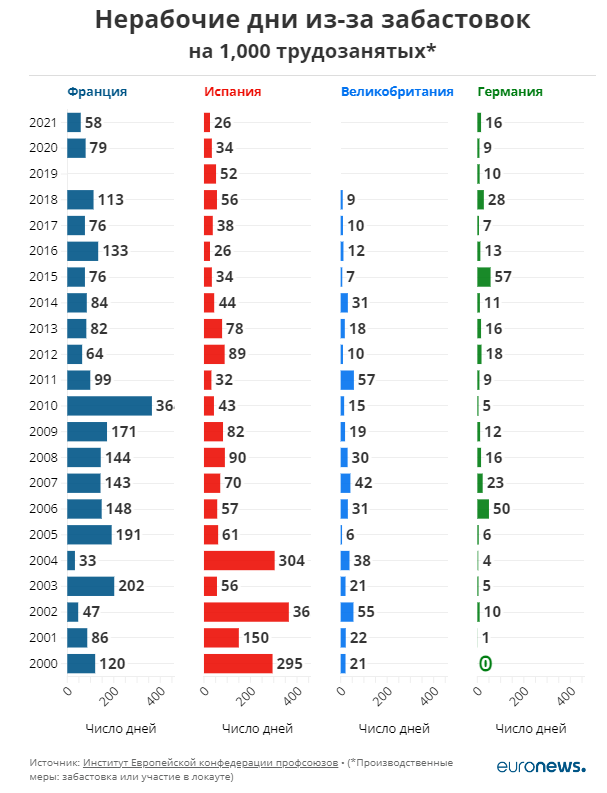 Нерабочие дни из-за забастовок
на 1,000 трудозанятых*
Франция Испания Великобритания Германия
2021 58 26 16
2020 79 34 9
2019 52 10
2018 113 56 9 28
2017 76 38 10 7
2016 133 26 12 13
2015 76 34 7 57
2014 84 44 31 11
2013 82 78 18 16
2012 64 89 10 18
2011 99 32 57 9
2010 43 15 5
2009 171 82 19 12
2008 144 90 30 16
2007 143 70 42 23
2006 148 57 31 50
2005 191 61 6 6
2004 33 304 38 4
2003 202 56 21 5
2002 47 36 55 10
2001 86 150 22 1
2000 120 295 21 0
0 200 400 0 200 400 0 200 400 0 200 400
Число дней Число дней Число дней Число дней
Источник: Институт Европейской конфедерации профсоюзов • (*Производственные
меры: забастовка или участие в локауте)
euronews.